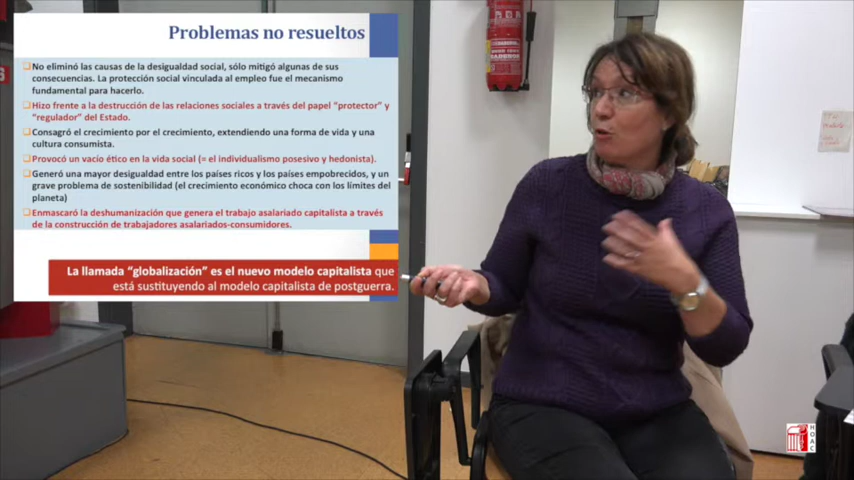 Problemas no resueltos
No eliminó las causas de la desigualdad social, sólo mitigó algunas de sus
consecuencias. La protección social vinculada al empleo fue el mecanismo
fundamental para hacerlo.
Hizo frente a la destrucción de las relaciones sociales a través del papel "protector" y
"regulador" del Estado.
Consagró el crecimiento por el crecimiento, extendiendo una forma de vida y una
cultura consumista.
Provocó un vacío ético en la vida social (= el individualismo posesivo y hedonista).
Generó una mayor desigualdad entre los países ricos y los países empobrecidos, y un
grave problema de sostenibilidad (el crecimiento económico choca con los límites del
planeta)
Enmascaró la deshumanización que genera el trabajo asalariado capitalista a través
de la construcción de trabajadores asalariados-consumidores.
La llamada "globalización" es el nuevo modelo capitalista que
está sustituyendo al modelo capitalista de postguerra.
HOAC